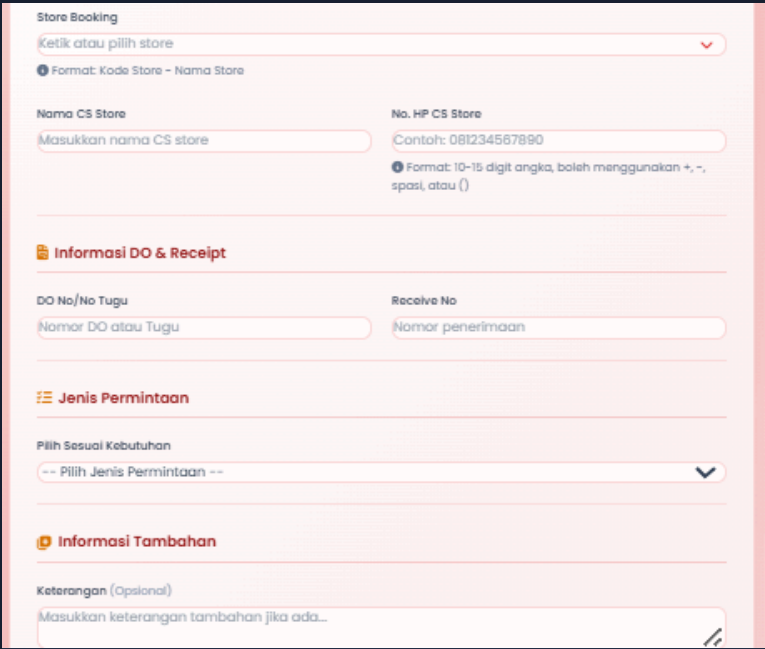 Store Booking
Ketik atau pilih store
Format: Kode Store - Nama Store
Nama CS Store
Masukkan nama CS store
No. HP CS Store
Contoh: 081234567890
Format: 10-15 digit angka, boleh menggunakan +, -,
spasi, atau ()
Informasi DO & Receipt
DO No/No Tugu
Nomor DO atau Tugu
Receive No
Nomor penerimaan
Jenis Permintaan
Pilih Sesuai Kebutuhan
-- Pilih Jenis Permintaan --
Informasi Tambahan
Keterangan (Opsional)
Masukkan keterangan tambahan jika ada...